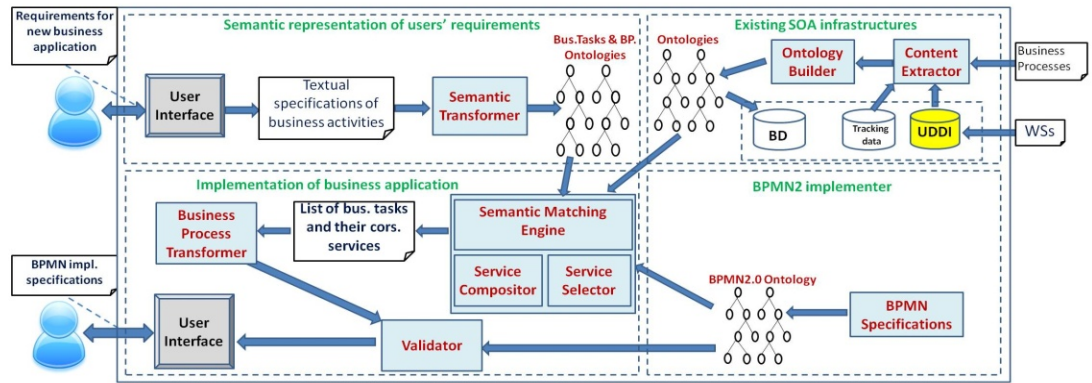 Requirements for
new business
application
Semantic representation of users' requirements
User
Interface
Textual
specifications of
business activities
Semantic
Transformer
Bus.Tasks & BP.
Ontologies
Existing SOA infrastructures
Ontologies
Ontology
Builder
Content
Extractor
Business
Processes
BD
Tracking
data
UDDI
WSs
Implementation of business application
Business
Process
Transformer
List of bus. tasks
and their cors.
services
Semantic Matching
Engine
Service
Compositor
Service
Selector
BPMN impl.
specifications
User
Interface
Validator
BPMN2 implementer
BPMN2.0 Ontology
BPMN
Specifications